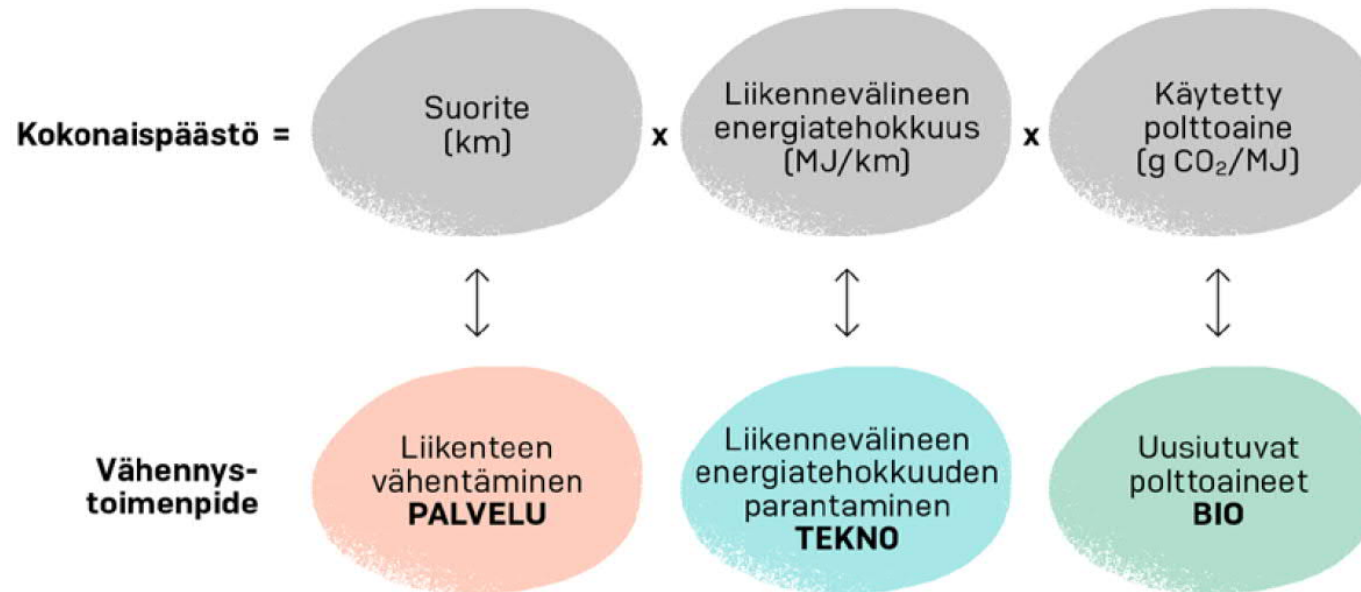 Kokonaispäästö =
Suorite
(km)
x
Liikennevälineen
energiatehokkuus
(MJ/km)
x
Käytetty
polttoaine
(g CO₂/MJ)
Vähennys-
toimenpide
Liikenteen
vähentäminen
PALVELU
Liikennevälineen
energiatehokkuuden
parantaminen
TEKNO
Uusiutuvat
polttoaineet
BIO